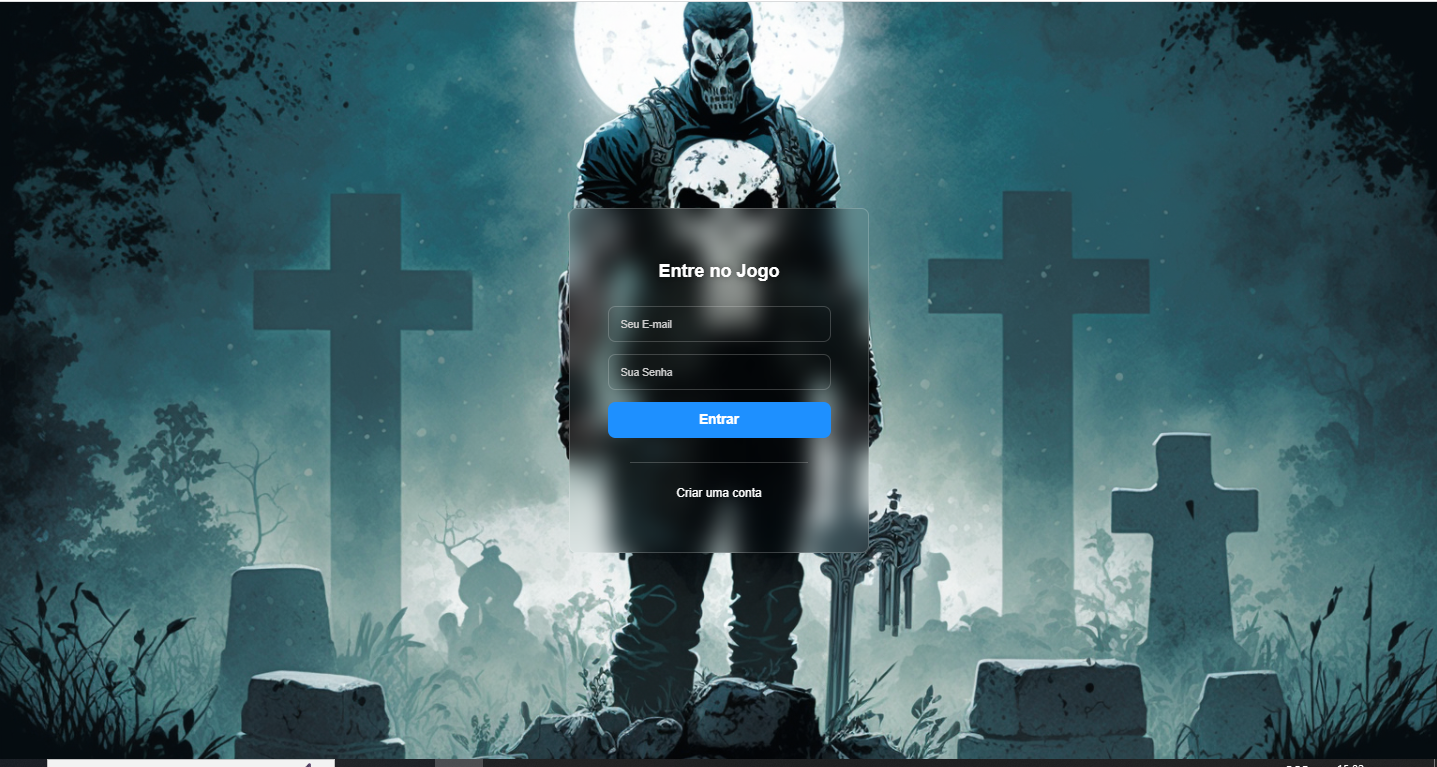 Entre no Jogo
Seu E-mail
Sua Senha
Entrar
Criar uma conta